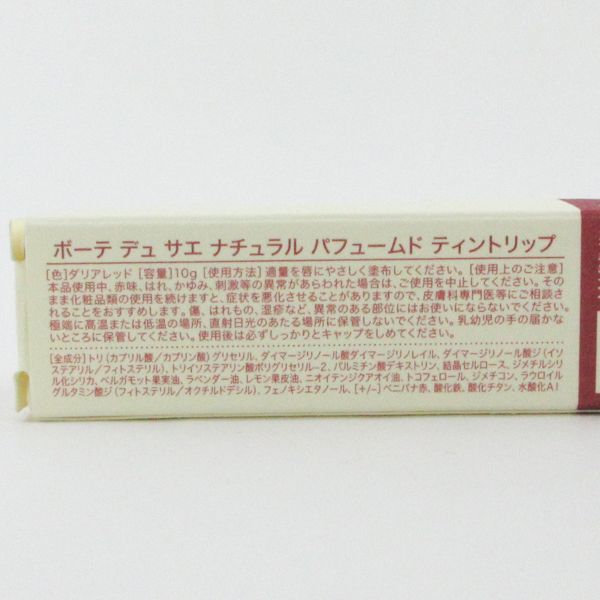 ボーテ デュ サエ ナチュラル パフュームド ティントリップ
[色]ダリアレッド [容量]10g [使用方法] 適量を唇にやさしく塗布してください。[使用上のご注意]
本品使用中、赤味、はれ、かゆみ、刺激等の異常があらわれた場合は、ご使用を中止してください。その
まま化粧品類の使用を続けますと、症状を悪化させることがありますので、皮膚科専門医等にご相談さ
れることをおすすめします。傷、はれもの、湿疹など、異常のある部位にはお使いにならないでください。
極端に高温または低温の場所、直射日光のあたる場所に保管しないでください。乳幼児の手の届かな
いところに保管してください。使用後は必ずしっかりとキャップをしめてください。
[全成分]トリ(カプリル酸/カプリン酸)グリセリル、ダイマージリノール酸ダイマージリノレイル、ダイマージリノール酸ジ(イソ
ステアリル/フィトステリル)、トリイソステアリン酸ポリグリセリル-2、パルミチン酸デキストリン、結晶セルロース、ジメチルシリ
ル化シリカ、ベルガモット果実油、ラベンダー油、レモン果皮油、ニオイテンジクアオイ油、トコフェロール、ジメチコン、ラウロイル
グルタミン酸ジ(フィトステリル/オクチルドデシル)、フェノキシエタノール、[+/-]ベニバナ赤、酸化鉄、酸化チタン、水酸化Al